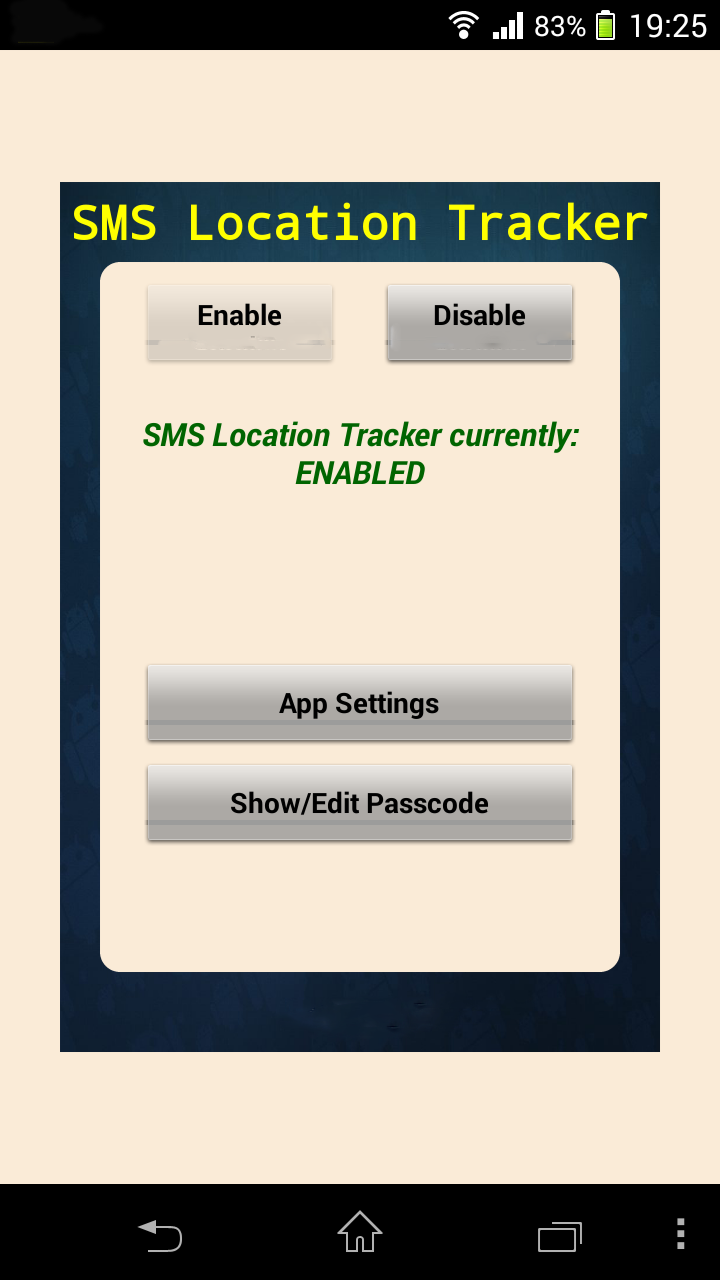 83% 19:25
SMS Location Tracker
Enable Disable
SMS Location Tracker currently:
ENABLED
App Settings
Show/Edit Passcode